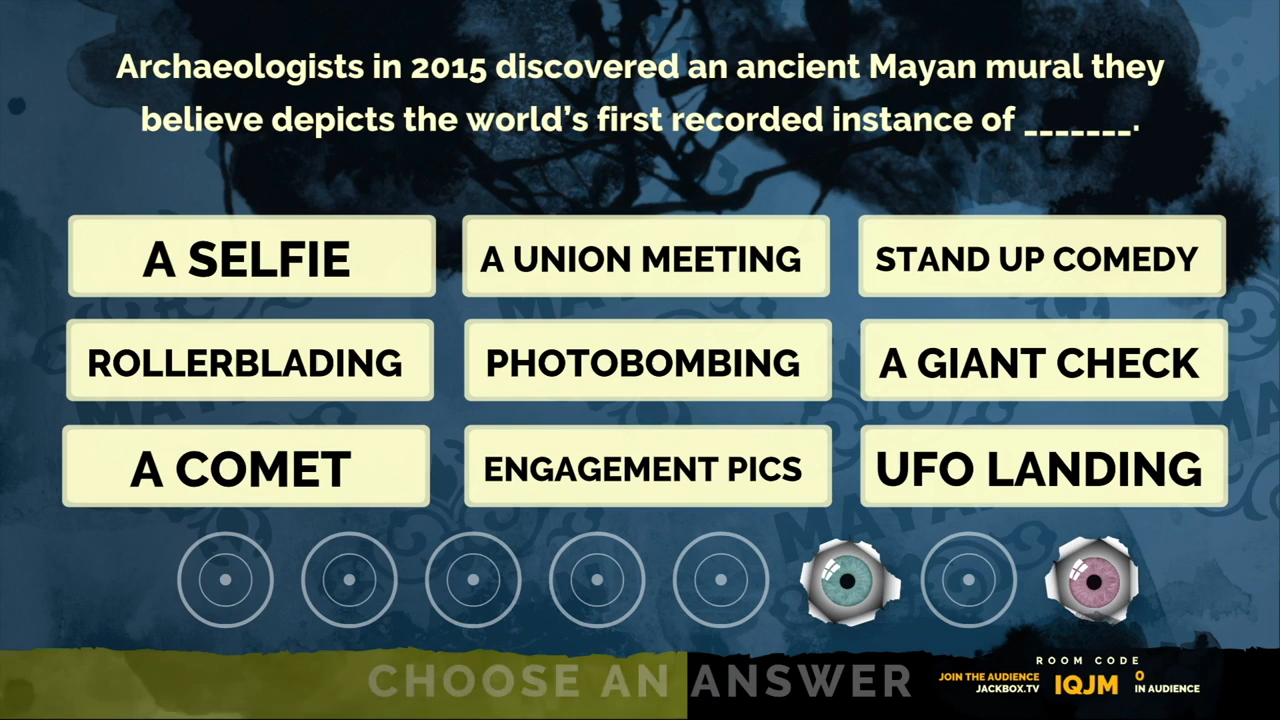 Archaeologists in 2015 discovered an ancient Mayan mural they
believe depicts the world’s first recorded instance of _______.
A SELFIE
A UNION MEETING
STAND UP COMEDY
ROLLERBLADING
PHOTOBOMBING
A GIANT CHECK
A COMET
ENGAGEMENT PICS
UFO LANDING
CHOOSE AN ANSWER
JOIN THE AUDIENCE
JACKBOX.TV
ROOM CODE
IQJM
0
IN AUDIENCE